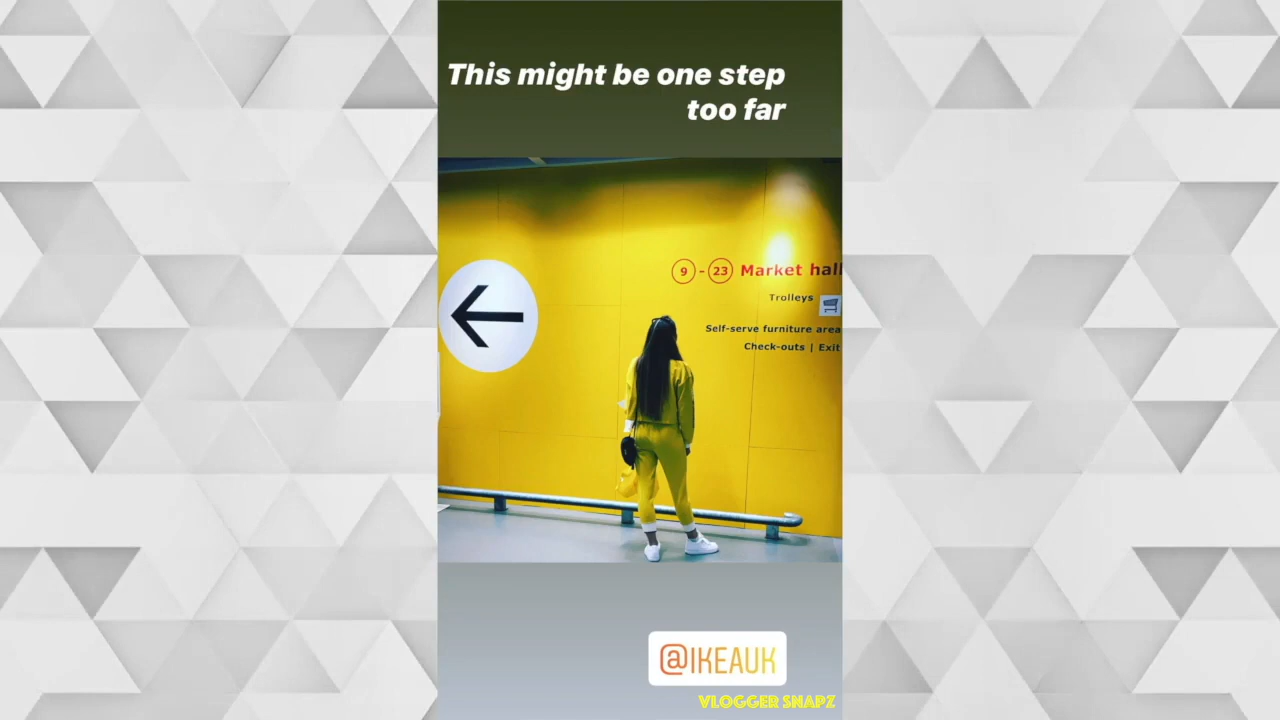 This might be one step
too far
9 - 23 Market hall
Trolleys
Self-serve furniture area
Check-outs | Exit
@IKEAUK
VLOGGER SNAPZ